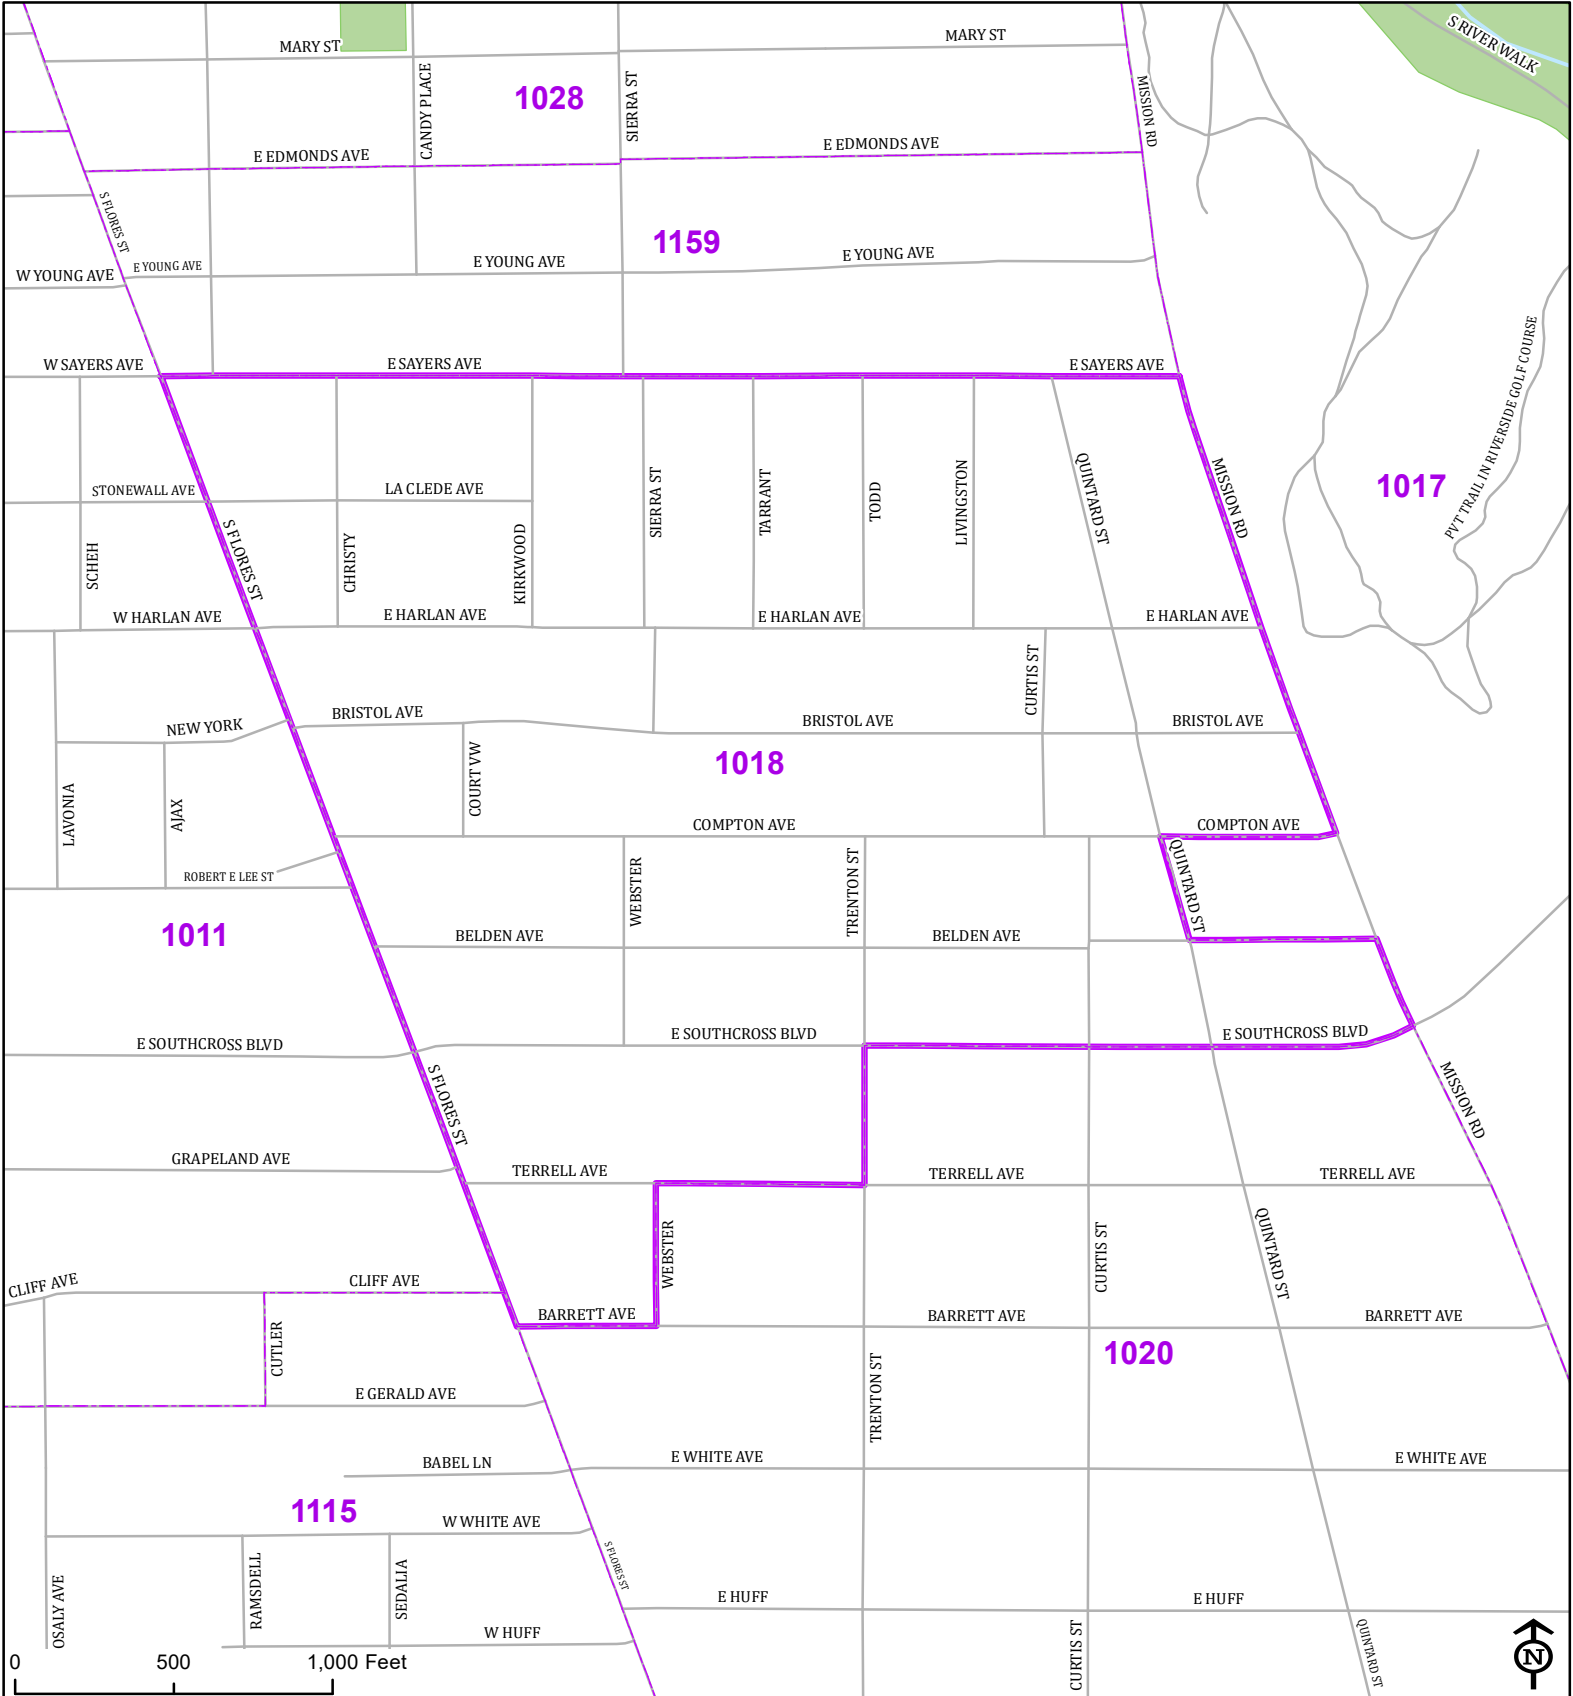 S RIVER WALK
MARY ST
MARY ST
CANDY PLACE
1028
SIERRA ST
MISSION RD
E EDMONDS AVE
E EDMONDS AVE
S FLORES ST
1159
W YOUNG AVE
E YOUNG AVE
E YOUNG AVE
E YOUNG AVE
W SAYERS AVE
E SAYERS AVE
E SAYERS AVE
PVT TRAIL IN RIVERSIDE GOLF COURSE
1017
STONEWALL AVE
LA CLEDE AVE
SIERRA ST
TARRANT
TODD
LIVINGSTON
QUINTARD ST
MISSION RD
SCHEH
S FLORES ST
CHRISTY
KIRKWOOD
W HARLAN AVE
E HARLAN AVE
E HARLAN AVE
E HARLAN AVE
CURTIS ST
NEW YORK
BRISTOL AVE
BRISTOL AVE
BRISTOL AVE
1018
LAVONIA
AJAX
COURT VW
COMPTON AVE
COMPTON AVE
ROBERT E LEE ST
WEBSTER
TRENTON ST
QUINTARD ST
1011
BELDEN AVE
BELDEN AVE
E SOUTHCROSS BLVD
E SOUTHCROSS BLVD
E SOUTHCROSS BLVD
S FLORES ST
MISSION RD
GRAPELAND AVE
TERRELL AVE
TERRELL AVE
TERRELL AVE
WEBSTER
CURTIS ST
QUINTARD ST
CLIFF AVE
CLIFF AVE
BARRETT AVE
BARRETT AVE
BARRETT AVE
CUTLER
1020
E GERALD AVE
TRENTON ST
BABEL LN
E WHITE AVE
E WHITE AVE
1115
W WHITE AVE
S FLORES ST
OSALY AVE
RAMSDELL
SEDALIA
E HUFF
E HUFF
W HUFF
CURTIS ST
QUINTARD ST
0 500 1,000 Feet
N